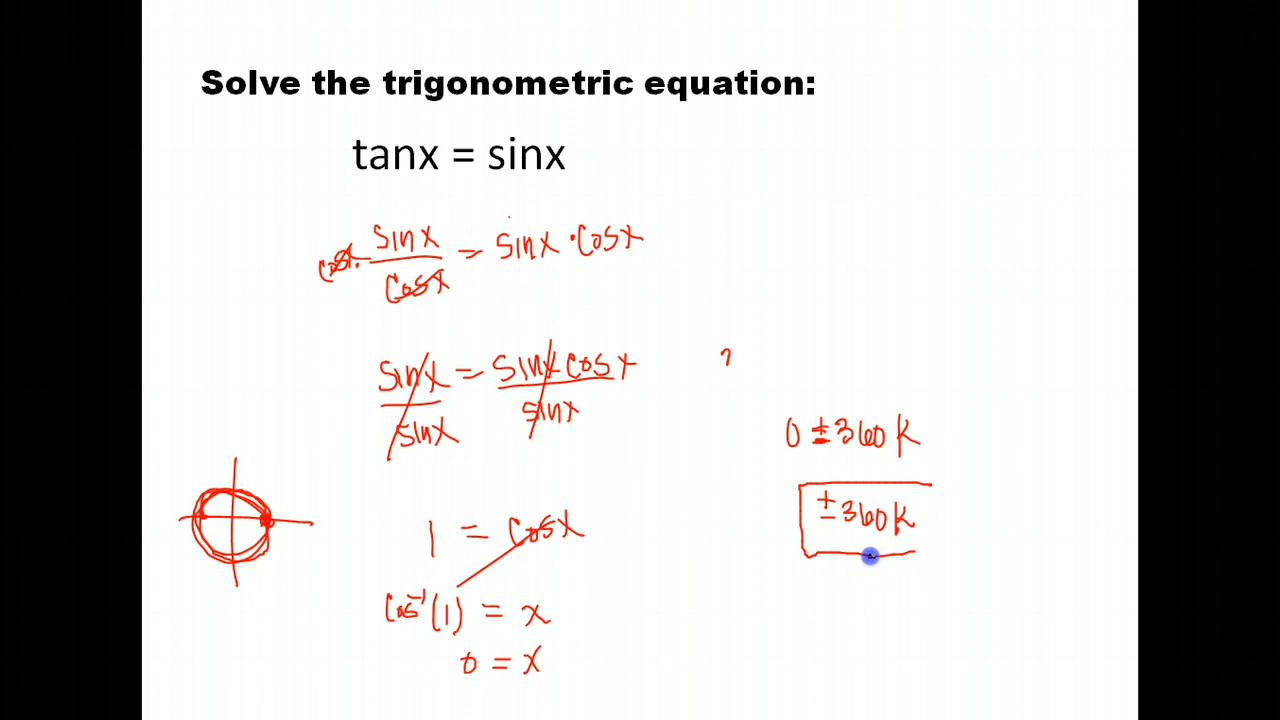 Solve the trigonometric equation:
tanx = sinx
cosx · sinx / cosx = sinx · cosx
sinx / sinx = sinx cosx / sinx
?
0 ± 360K
± 360K
1 = cosx
cos⁻¹(1) = x
0 = x